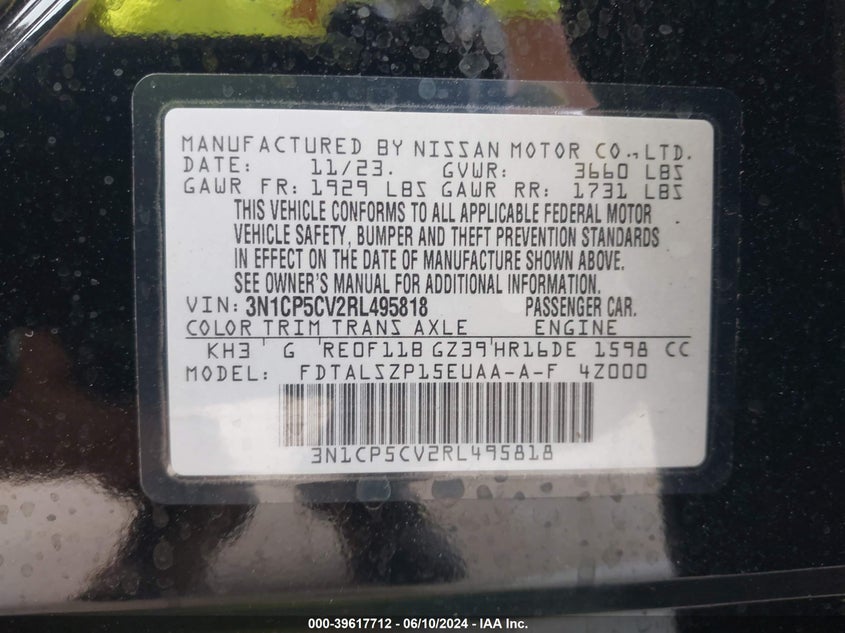 MANUFACTURED BY NISSAN MOTOR CO.,LTD.
DATE: 11/23. GVWR: 3660 LBS
GAWR FR: 1929 LBS GAWR RR: 1731 LBS
THIS VEHICLE CONFORMS TO ALL APPLICABLE FEDERAL MOTOR
VEHICLE SAFETY, BUMPER AND THEFT PREVENTION STANDARDS
IN EFFECT ON THE DATE OF MANUFACTURE SHOWN ABOVE.
SEE OWNER'S MANUAL FOR ADDITIONAL INFORMATION.
VIN: 3N1CP5CV2RL495818 PASSENGER CAR.
COLOR TRIM TRANS AXLE ENGINE
KH3 G RE0F11B GZ39 HR16DE 1598 CC
MODEL: FDTALSZP15EUAA-A-F 4Z000
3N1CP5CV2RL495818
000-39617712 - 06/10/2024 - IAA Inc.